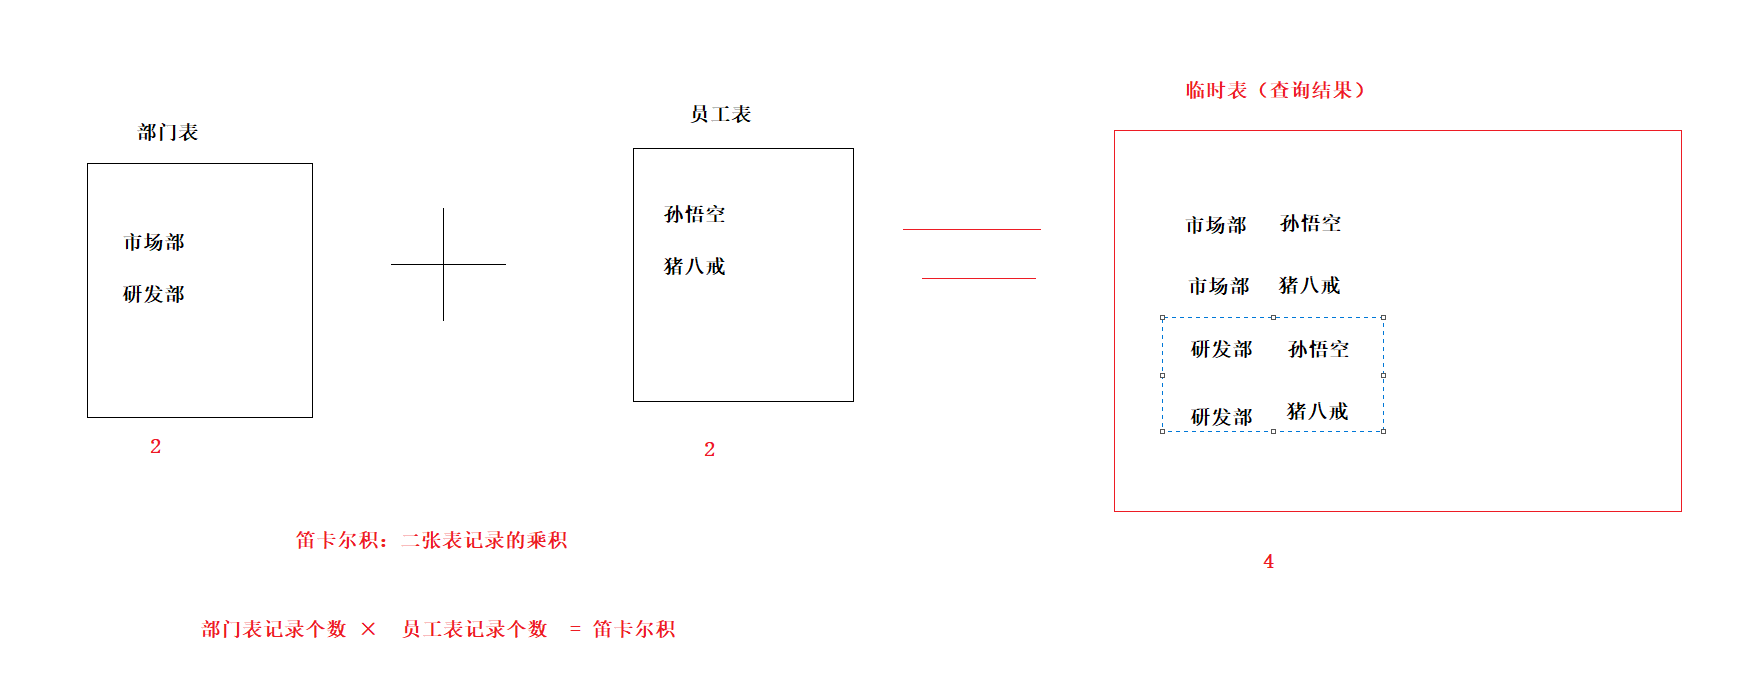 部门表
市场部
研发部
2
员工表
孙悟空
猪八戒
2
临时表（查询结果）
市场部 孙悟空
市场部 猪八戒
研发部 孙悟空
研发部 猪八戒
4
笛卡尔积：二张表记录的乘积
部门表记录个数 × 员工表记录个数 = 笛卡尔积